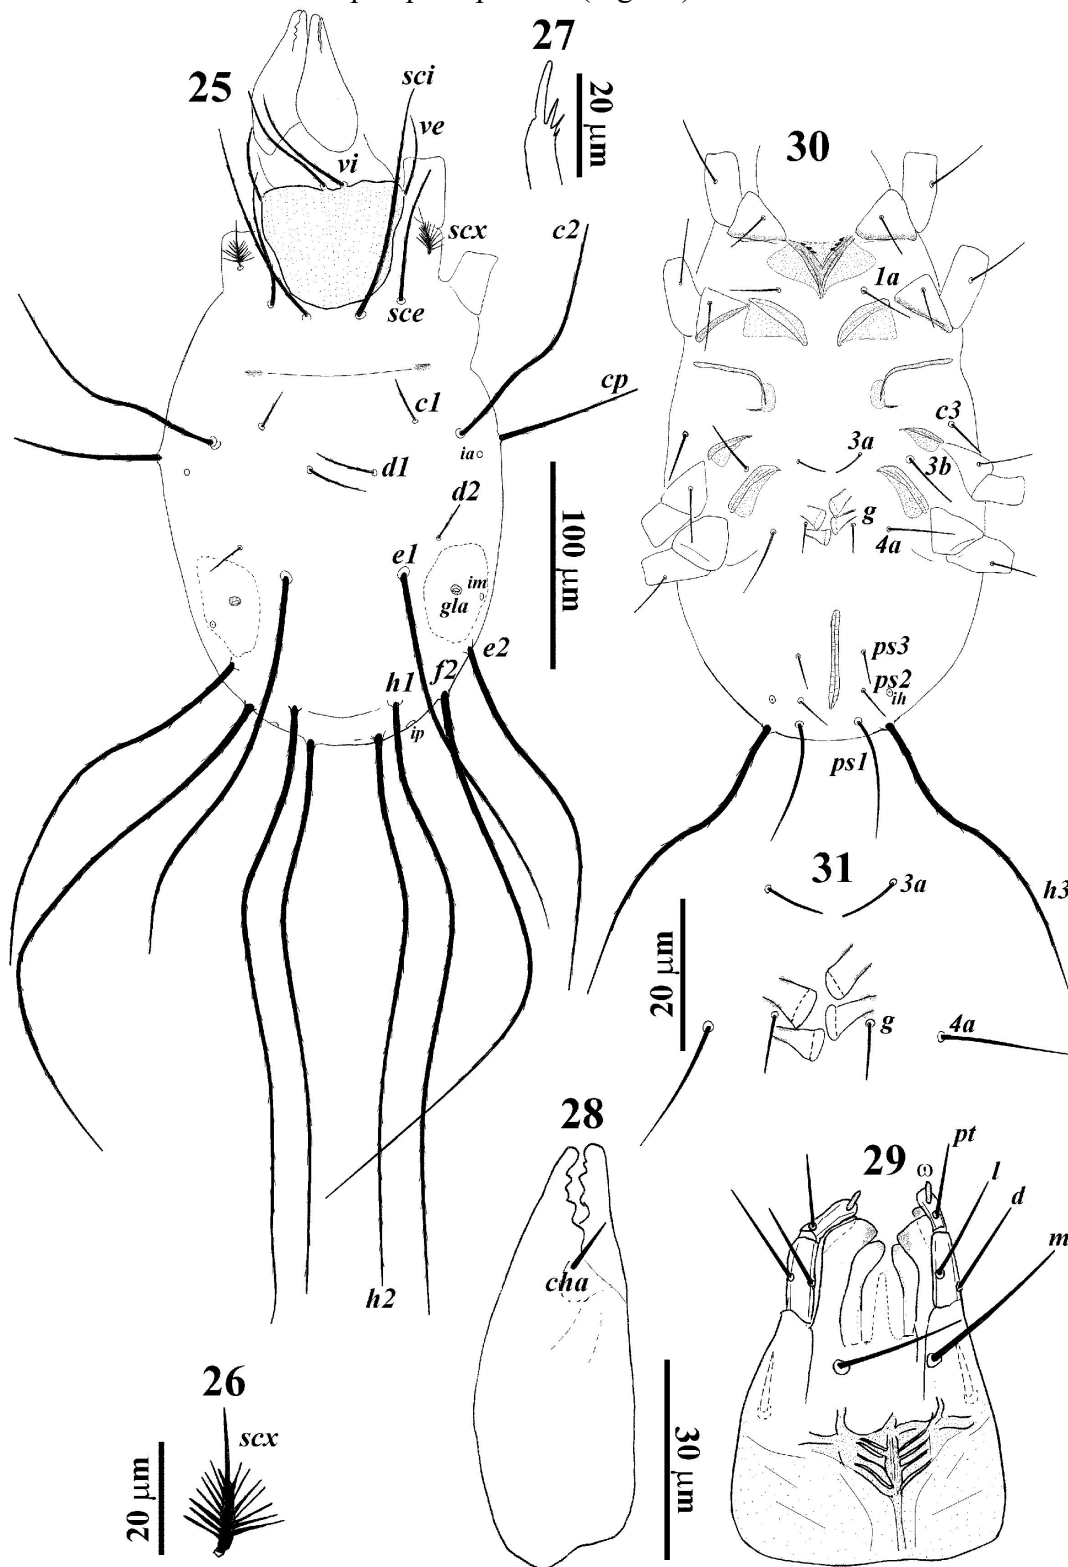 25
27
20 µm
sci
ve
vi
scx
c2
sce
c1
cp
ia
d1
d2
100 µm
e1
im
gla
e2
f2
h1
ip
h2
30
1a
c3
3a
3b
g
4a
ps3
ps2
ih
ps1
h3
31
3a
20 µm
g
4a
28
cha
30 µm
29
ω
pt
l
d
m
26
scx
20 µm